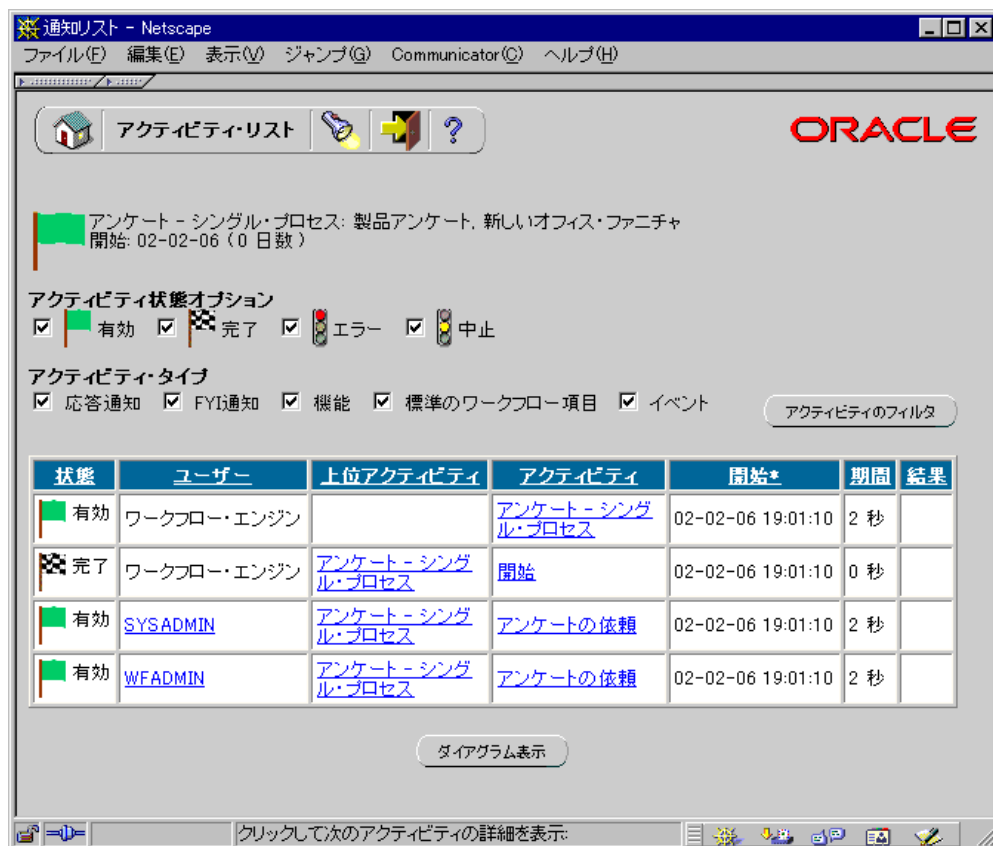 通知リスト - Netscape
ファイル(F) 編集(E) 表示(V) ジャンプ(G) Communicator(C) ヘルプ(H)
アクティビティ・リスト ?
ORACLE
アンケート - シングル・プロセス: 製品アンケート, 新しいオフィス・ファニチャ
開始: 02-02-06 ( 0 日数 )
アクティビティ状態オプション
有効 完了 エラー 中止
アクティビティ・タイプ
応答通知 FYI通知 機能 標準のワークフロー項目 イベント
アクティビティのフィルタ
状態 ユーザー 上位アクティビティ アクティビティ 開始* 期間 結果
有効 ワークフロー・エンジン アンケート - シング
ル・プロセス 02-02-06 19:01:10 2 秒
完了 ワークフロー・エンジン アンケート - シング
ル・プロセス 開始 02-02-06 19:01:10 0 秒
有効 SYSADMIN アンケート - シング
ル・プロセス アンケートの依頼 02-02-06 19:01:10 2 秒
有効 WFADMIN アンケート - シング
ル・プロセス アンケートの依頼 02-02-06 19:01:10 2 秒
ダイアグラム表示
クリックして次のアクティビティの詳細を表示: